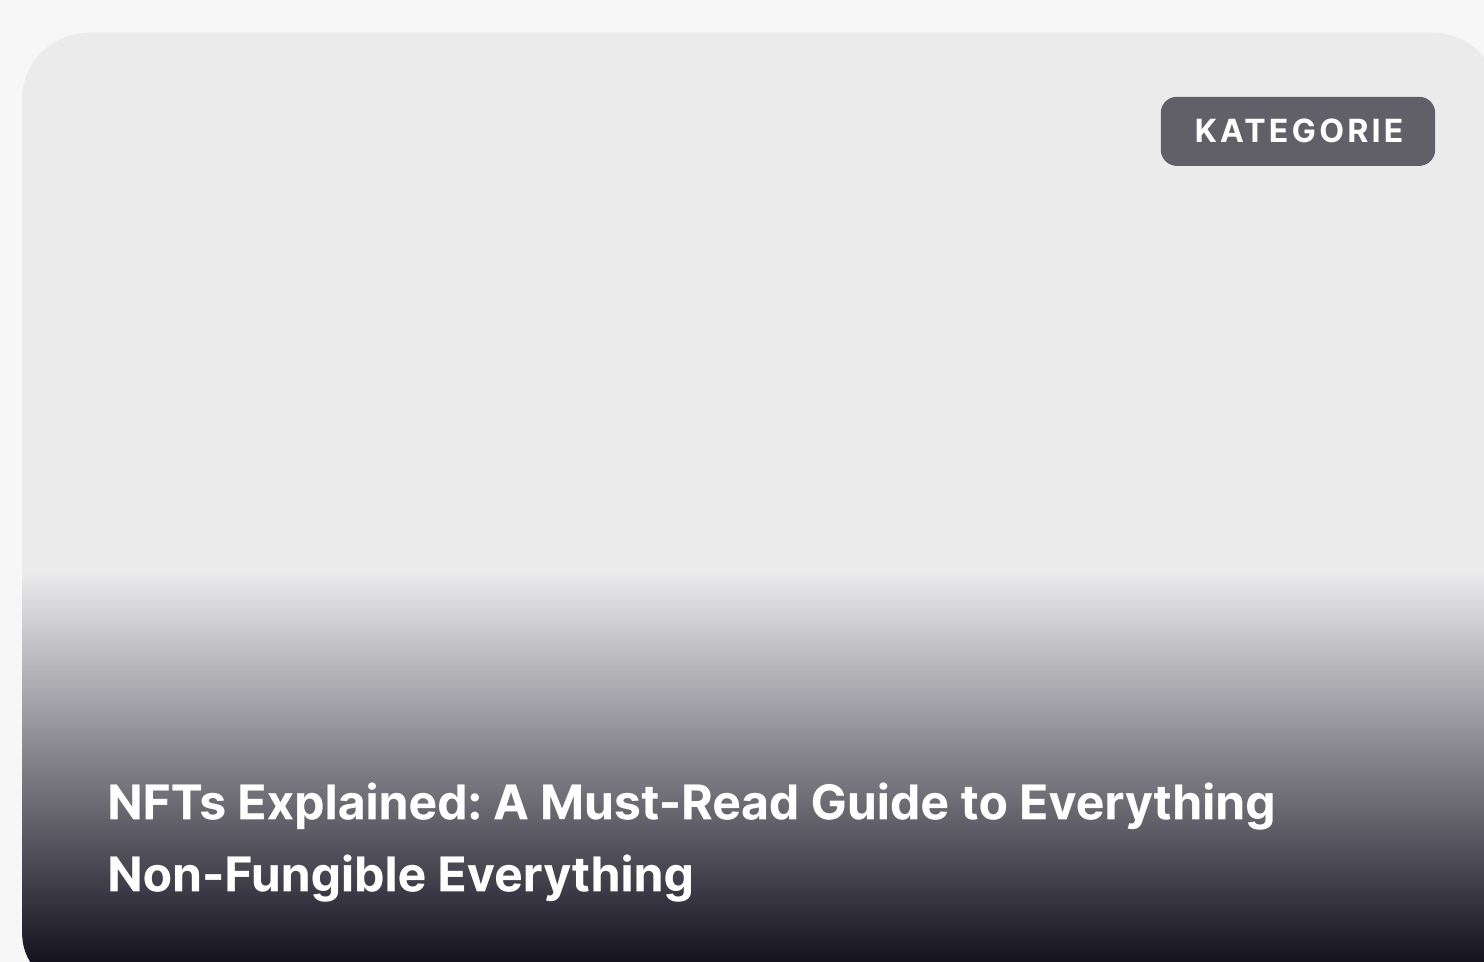 KATEGORIE
NFTs Explained: A Must-Read Guide to Everything
Non-Fungible Everything